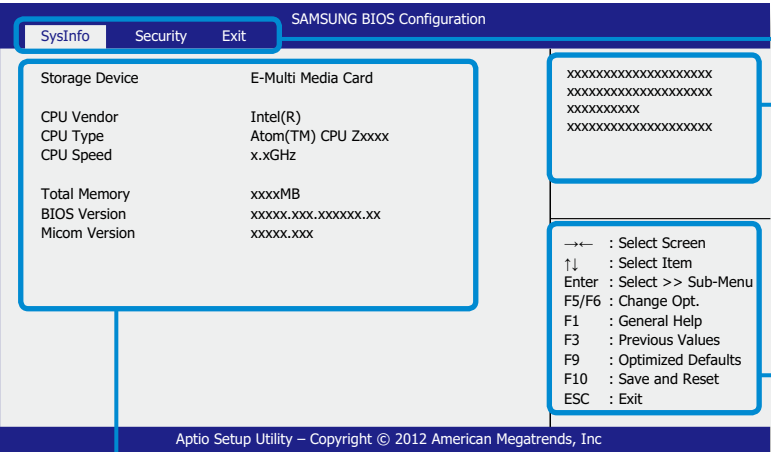 SAMSUNG BIOS Configuration
SysInfo Security Exit
Storage Device E-Multi Media Card
CPU Vendor Intel(R)
CPU Type Atom(TM) CPU Zxxxx
CPU Speed x.xGHz
Total Memory xxxxMB
BIOS Version xxxxx.xxx.xxxxxx.xx
Micom Version xxxxx.xxx
xxxxxxxxxxxxxxxxxxxx
xxxxxxxxxxxxxxxxxxxx
xxxxxxxxxx
xxxxxxxxxxxxxxxxxxxx
→← : Select Screen
↑↓ : Select Item
Enter : Select >> Sub-Menu
F5/F6 : Change Opt.
F1 : General Help
F3 : Previous Values
F9 : Optimized Defaults
F10 : Save and Reset
ESC : Exit
Aptio Setup Utility – Copyright © 2012 American Megatrends, Inc